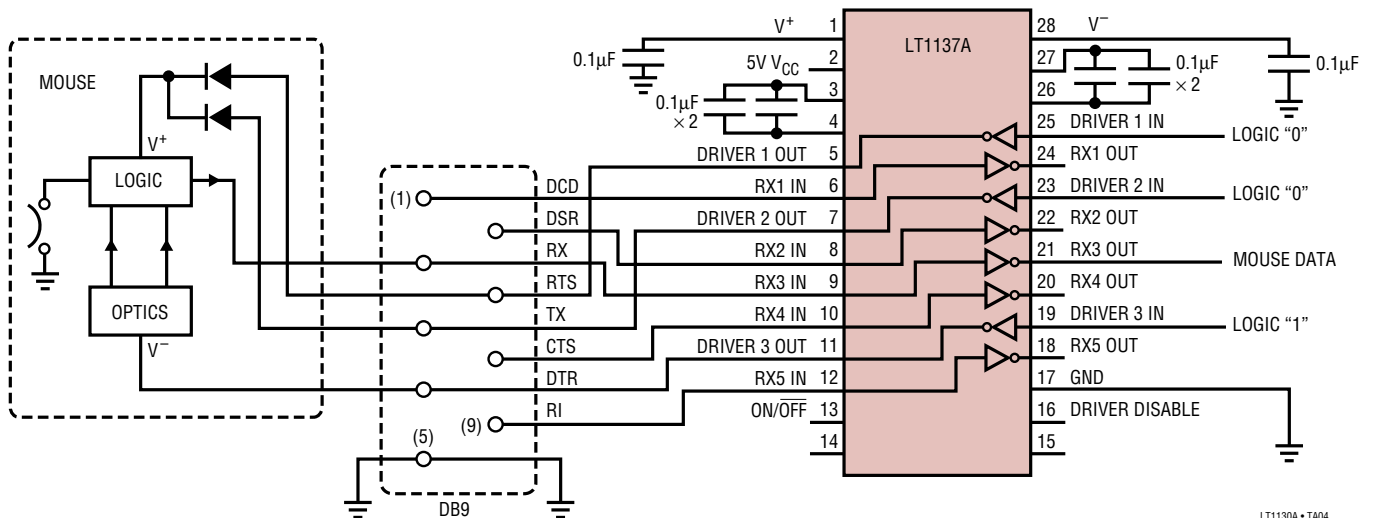 MOUSE
V+
LOGIC
OPTICS
V−
(1)
(5)
(9)
DB9
DCD
DSR
RX
RTS
TX
CTS
DTR
RI
0.1µF
V+ 1
5V VCC 2
0.1µF
× 2
3
4
DRIVER 1 OUT 5
RX1 IN 6
DRIVER 2 OUT 7
RX2 IN 8
RX3 IN 9
RX4 IN 10
DRIVER 3 OUT 11
RX5 IN 12
ON/OFF 13
14
LT1137A
28 V−
27
0.1µF
× 2
0.1µF
26
25 DRIVER 1 IN
LOGIC “0”
24 RX1 OUT
23 DRIVER 2 IN
LOGIC “0”
22 RX2 OUT
21 RX3 OUT
MOUSE DATA
20 RX4 OUT
19 DRIVER 3 IN
LOGIC “1”
18 RX5 OUT
17 GND
16 DRIVER DISABLE
15
LT1130A • TA04